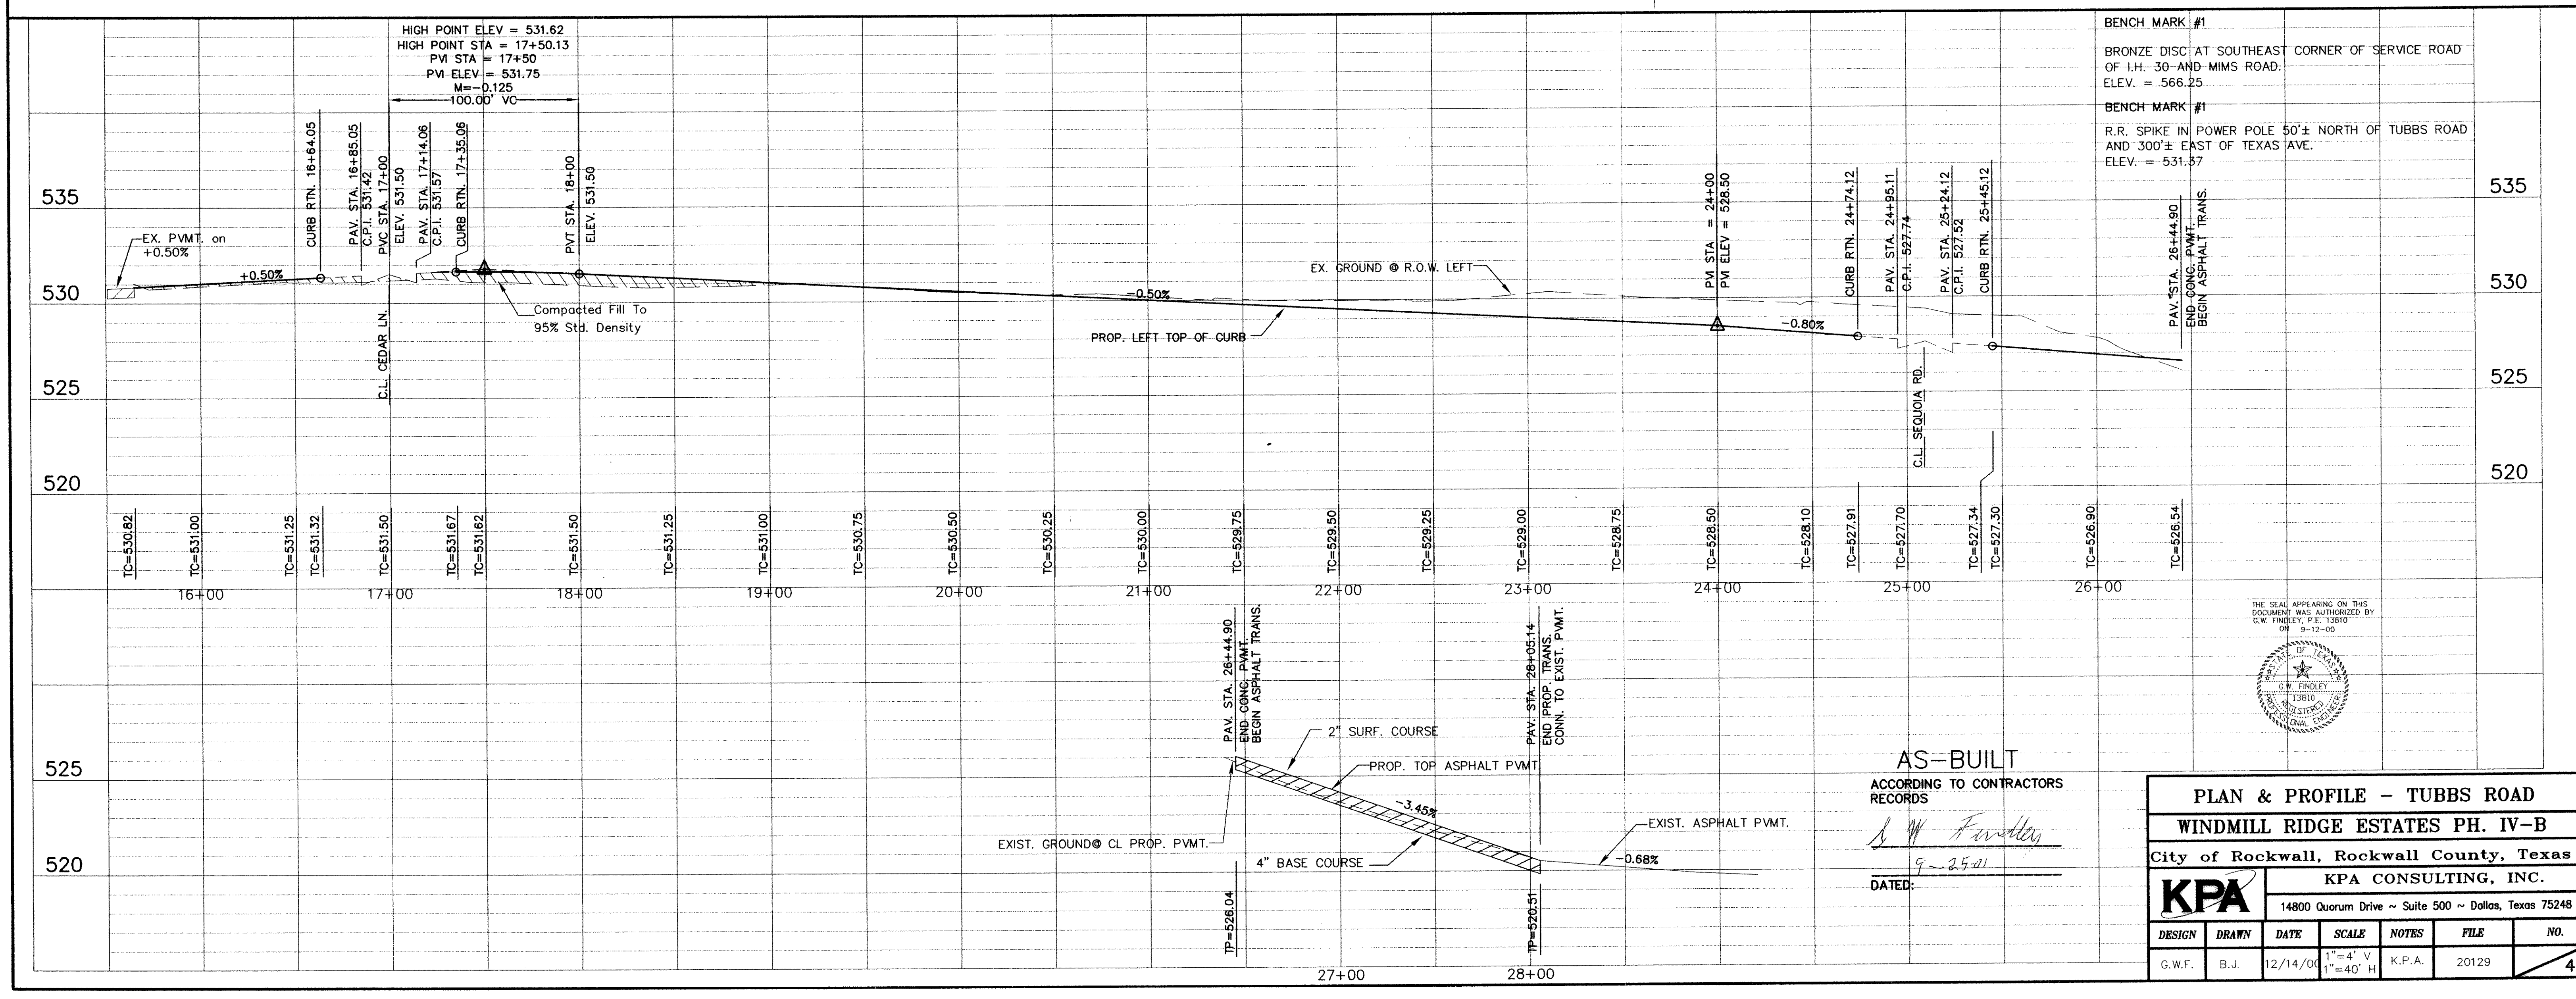 HIGH POINT ELEV = 531.62
HIGH POINT STA = 17+50.13
PVI STA = 17+50
PVI ELEV = 531.75
M=-0.125
100.00' VC
BENCH MARK #1
BRONZE DISC AT SOUTHEAST CORNER OF SERVICE ROAD
OF I.H. 30 AND MIMS ROAD.
ELEV. = 566.25
BENCH MARK #1
R.R. SPIKE IN POWER POLE 50'± NORTH OF TUBBS ROAD
AND 300'± EAST OF TEXAS AVE.
ELEV. = 531.37
CURB RTN. 16+64.05
PAV. STA. 16+85.05
C.P.I. 531.42
PVC STA. 17+00
ELEV. 531.50
PAV. STA. 17+14.06
C.P.I. 531.57
CURB RTN. 17+35.06
PVT STA. 18+00
ELEV. 531.50
PVI STA = 24+00
PVI ELEV = 528.50
CURB RTN. 24+74.12
PAV. STA. 24+95.11
C.P.I. 527.74
PAV. STA. 25+24.12
C.P.I. 527.52
CURB RTN. 25+45.12
PAV. STA. 26+44.90
END CONC. PVMT.
BEGIN ASPHALT TRANS.
535
535
EX. PVMT. on
+0.50%
+0.50%
EX. GROUND @ R.O.W. LEFT
-0.50%
530
530
Compacted Fill To
95% Std. Density
PROP. LEFT TOP OF CURB
-0.80%
C.L. CEDAR LN.
C.L. SEQUOIA RD.
525
525
520
520
TC=530.82
TC=531.00
TC=531.25
TC=531.32
TC=531.50
TC=531.67
TC=531.62
TC=531.50
TC=531.25
TC=531.00
TC=530.75
TC=530.50
TC=530.25
TC=530.00
TC=529.75
TC=529.50
TC=529.25
TC=529.00
TC=528.75
TC=528.50
TC=528.10
TC=527.91
TC=527.70
TC=527.34
TC=527.30
TC=526.90
TC=526.54
16+00
17+00
18+00
19+00
20+00
21+00
22+00
23+00
24+00
25+00
26+00
PAV. STA. 26+44.90
END CONC. PVMT.
BEGIN ASPHALT TRANS.
PAV. STA. 28+05.14
END PROP. TRANS.
CONN. TO EXIST. PVMT.
THE SEAL APPEARING ON THIS
DOCUMENT WAS AUTHORIZED BY
G.W. FINDLEY, P.E. 13810
ON 9-12-00
STATE OF TEXAS
G.W. FINDLEY
13810
REGISTERED
PROFESSIONAL ENGINEER
2" SURF. COURSE
PROP. TOP ASPHALT PVMT.
525
-3.45%
EXIST. GROUND@ CL PROP. PVMT.
EXIST. ASPHALT PVMT.
4" BASE COURSE
-0.68%
520
TP=526.04
TP=520.51
27+00
28+00
AS-BUILT
ACCORDING TO CONTRACTORS
RECORDS
G W Findley
9-25-01
DATED:
PLAN & PROFILE - TUBBS ROAD
WINDMILL RIDGE ESTATES PH. IV-B
City of Rockwall, Rockwall County, Texas
KPA
KPA CONSULTING, INC.
14800 Quorum Drive ~ Suite 500 ~ Dallas, Texas 75248
DESIGN DRAWN DATE SCALE NOTES FILE NO.
G.W.F. B.J. 12/14/00 1"=4' V 1"=40' H K.P.A. 20129 4